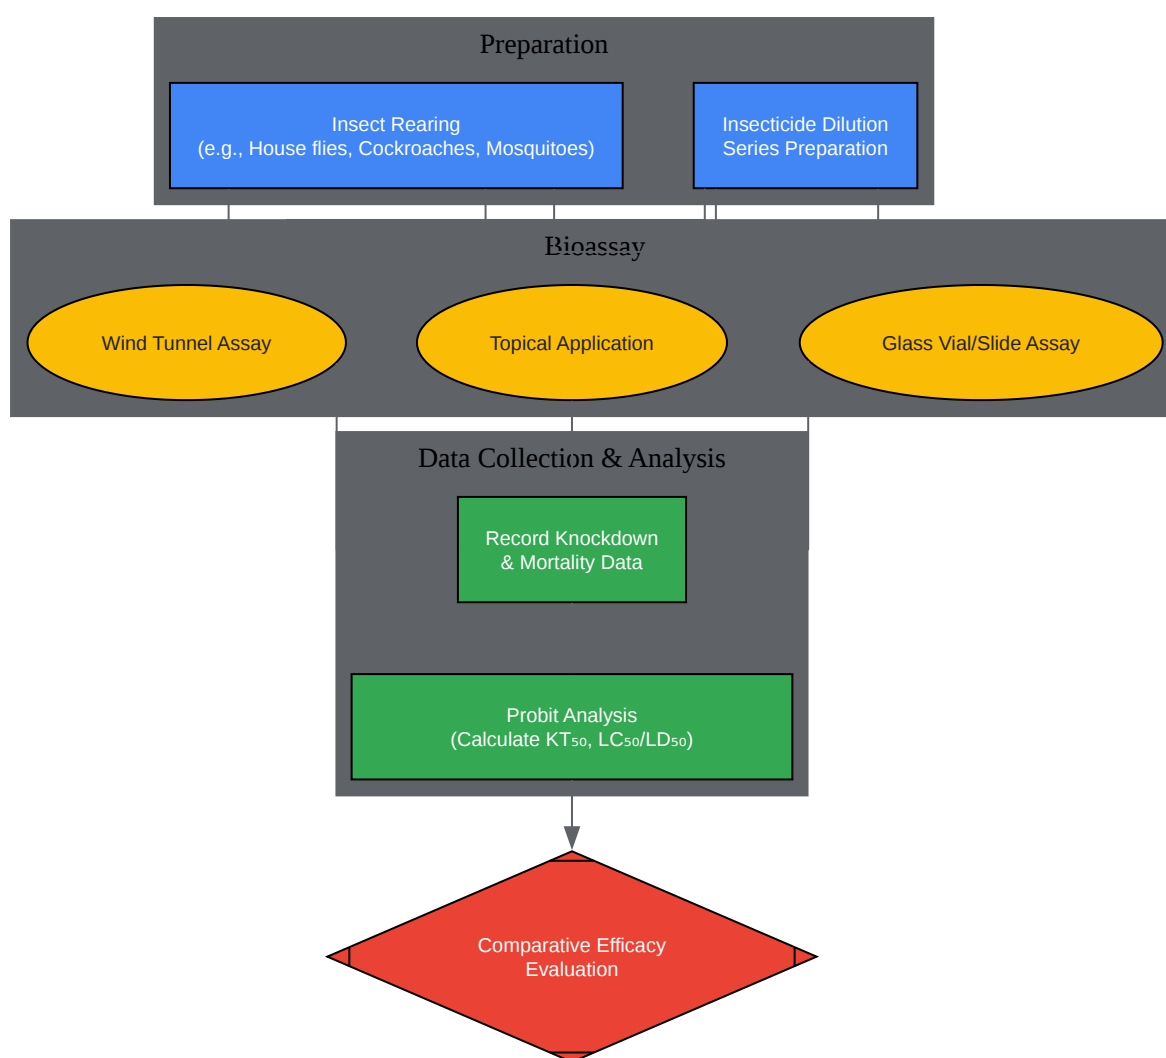 Preparation
Insect Rearing
(e.g., House flies, Cockroaches, Mosquitoes)
Insecticide Dilution
Series Preparation
Bioassay
Wind Tunnel Assay
Topical Application
Glass Vial/Slide Assay
Data Collection & Analysis
Record Knockdown
& Mortality Data
Probit Analysis
(Calculate KT₅₀, LC₅₀/LD₅₀)
Comparative Efficacy
Evaluation